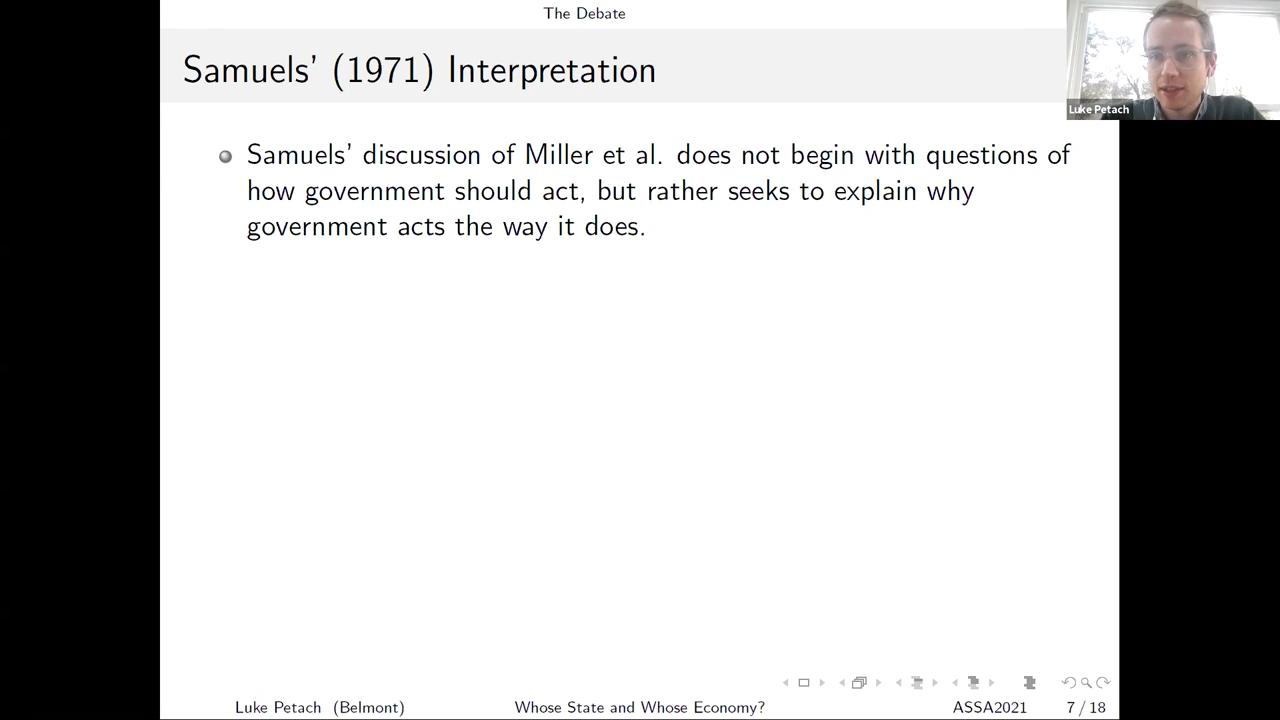 The Debate
Samuels' (1971) Interpretation
Luke Petach
Samuels' discussion of Miller et al. does not begin with questions of
how government should act, but rather seeks to explain why
government acts the way it does.
Luke Petach (Belmont)
Whose State and Whose Economy?
ASSA2021
7 / 18